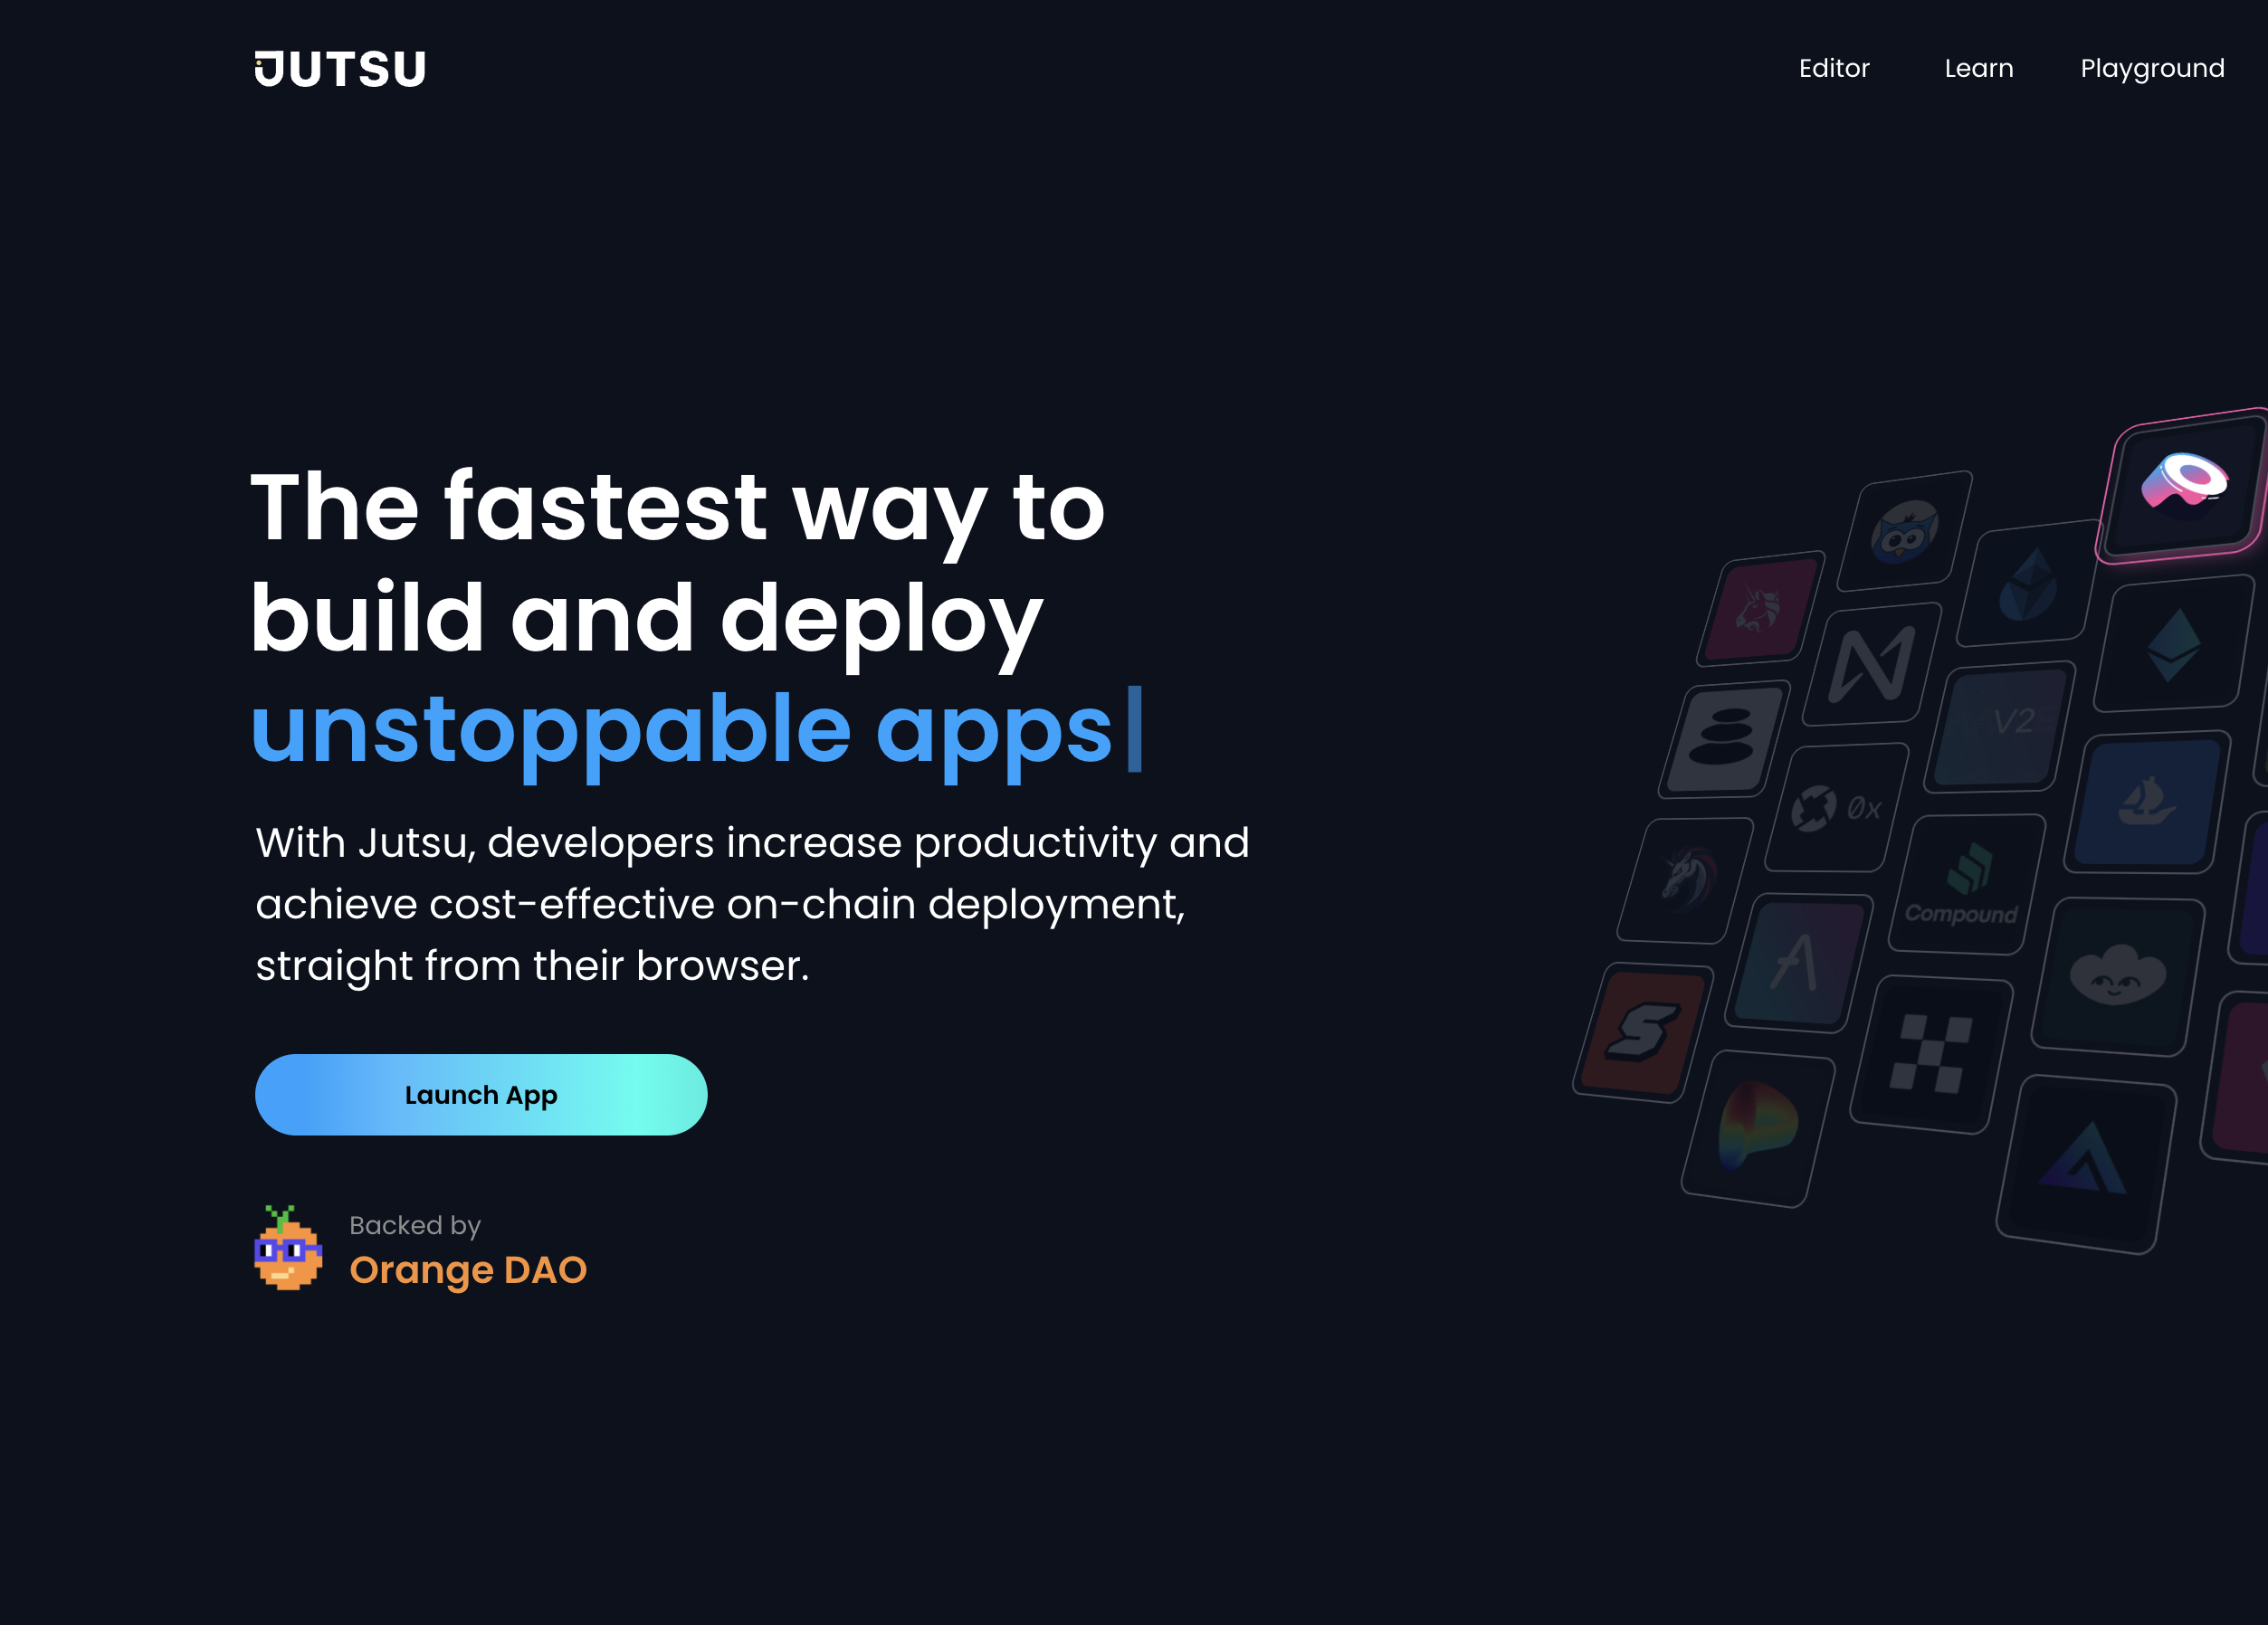 JUTSU
Editor Learn Playground
The fastest way to
build and deploy
unstoppable apps
With Jutsu, developers increase productivity and
achieve cost-effective on-chain deployment,
straight from their browser.
Launch App
Backed by
Orange DAO
V2
0x
Compound